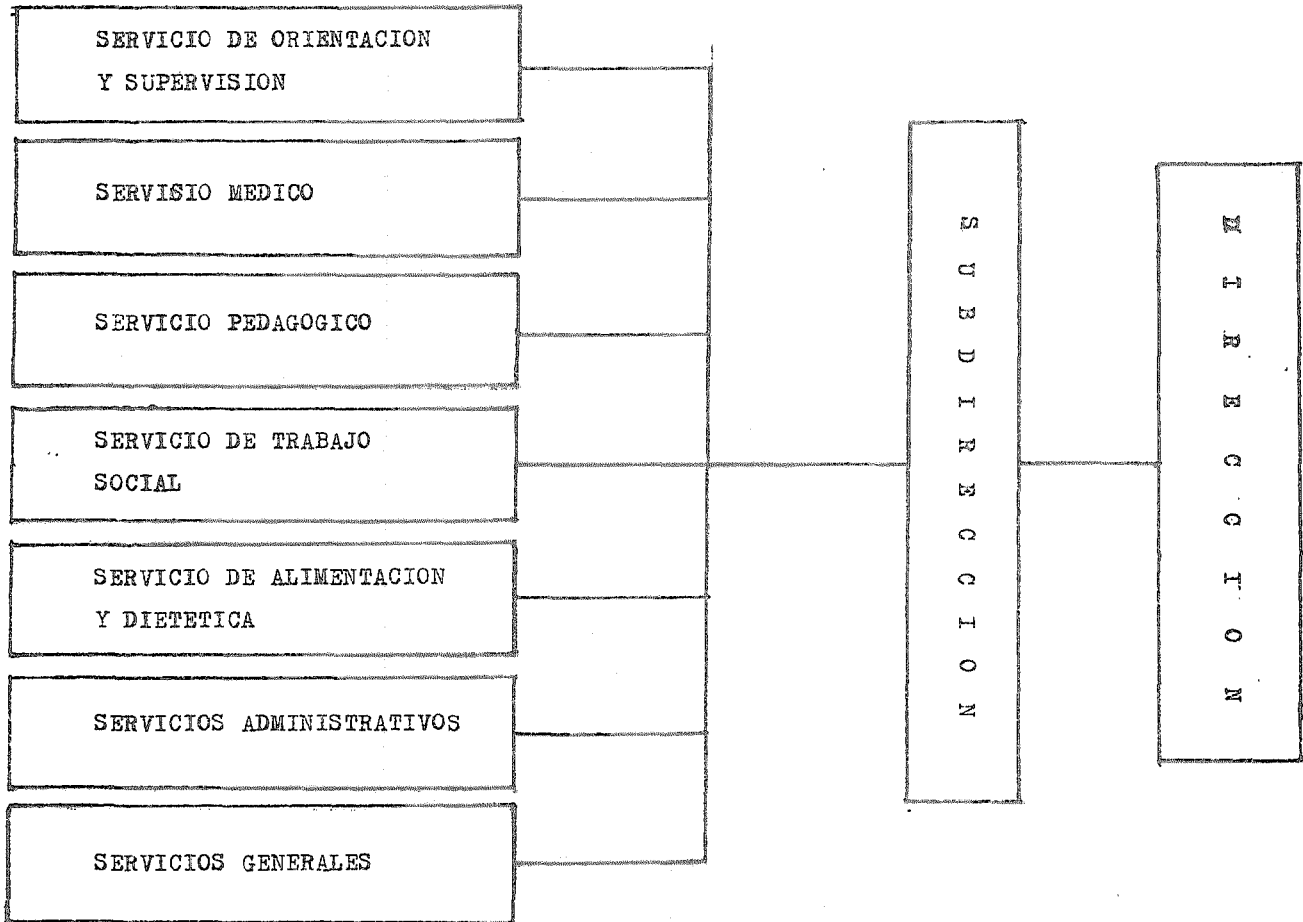 SERVICIO DE ORIENTACION
Y SUPERVISION
SERVISIO MEDICO
SERVICIO PEDAGOGICO
SERVICIO DE TRABAJO
SOCIAL
SERVICIO DE ALIMENTACION
Y DIETETICA
SERVICIOS ADMINISTRATIVOS
SERVICIOS GENERALES
SUBDIRECCION
DIRECCION